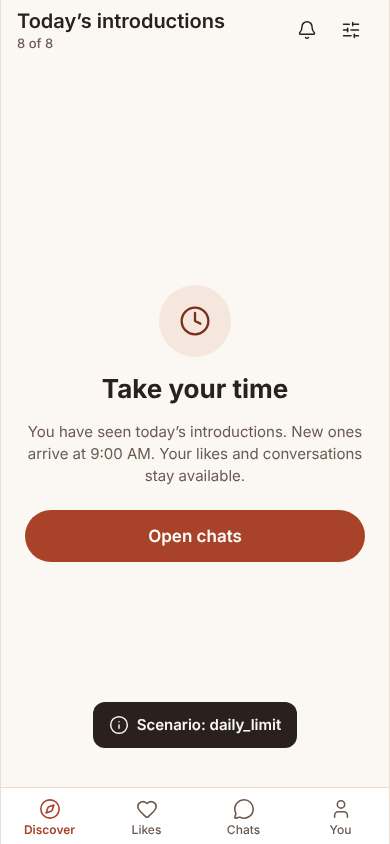 Today’s introductions
8 of 8
Take your time
You have seen today’s introductions. New ones
arrive at 9:00 AM. Your likes and conversations
stay available.
Open chats
Scenario: daily_limit
Discover
Likes
Chats
You